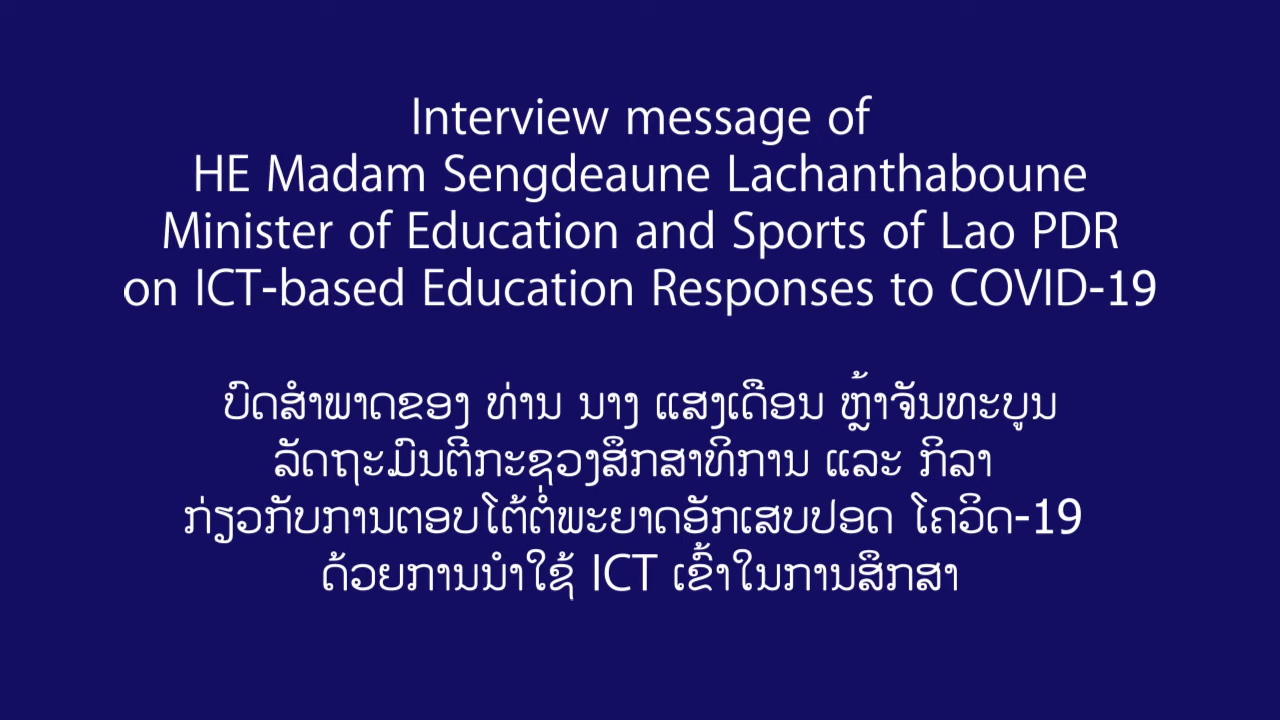 Interview message of
HE Madam Sengdeaune Lachanthaboune
Minister of Education and Sports of Lao PDR
on ICT-based Education Responses to COVID-19
ບົດສຳພາດຂອງ ທ່ານ ນາງ ແສງເດືອນ ຫຼ້າຈັນທະບູນ
ລັດຖະມົນຕີກະຊວງສຶກສາທິການ ແລະ ກິລາ
ກ່ຽວກັບການຕອບໂຕ້ຕໍ່ພະຍາດອັກເສບປອດ ໂຄວິດ-19
ດ້ວຍການນຳໃຊ້ ICT ເຂົ້າໃນການສຶກສາ